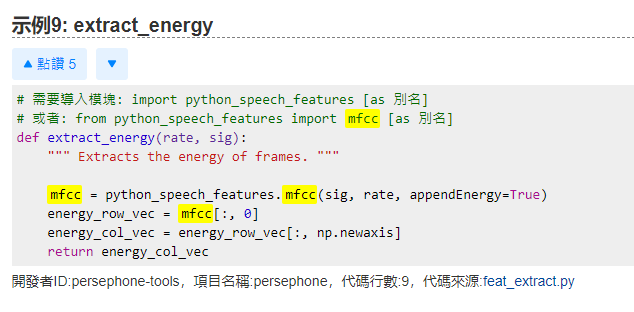 示例9: extract_energy
點讚 5
# 需要導入模塊: import python_speech_features [as 別名]
# 或者: from python_speech_features import mfcc [as 別名]
def extract_energy(rate, sig):
    """ Extracts the energy of frames. """
    mfcc = python_speech_features.mfcc(sig, rate, appendEnergy=True)
    energy_row_vec = mfcc[:, 0]
    energy_col_vec = energy_row_vec[:, np.newaxis]
    return energy_col_vec
開發者ID:persephone-tools，項目名稱:persephone，代碼行數:9，代碼來源:feat_extract.py